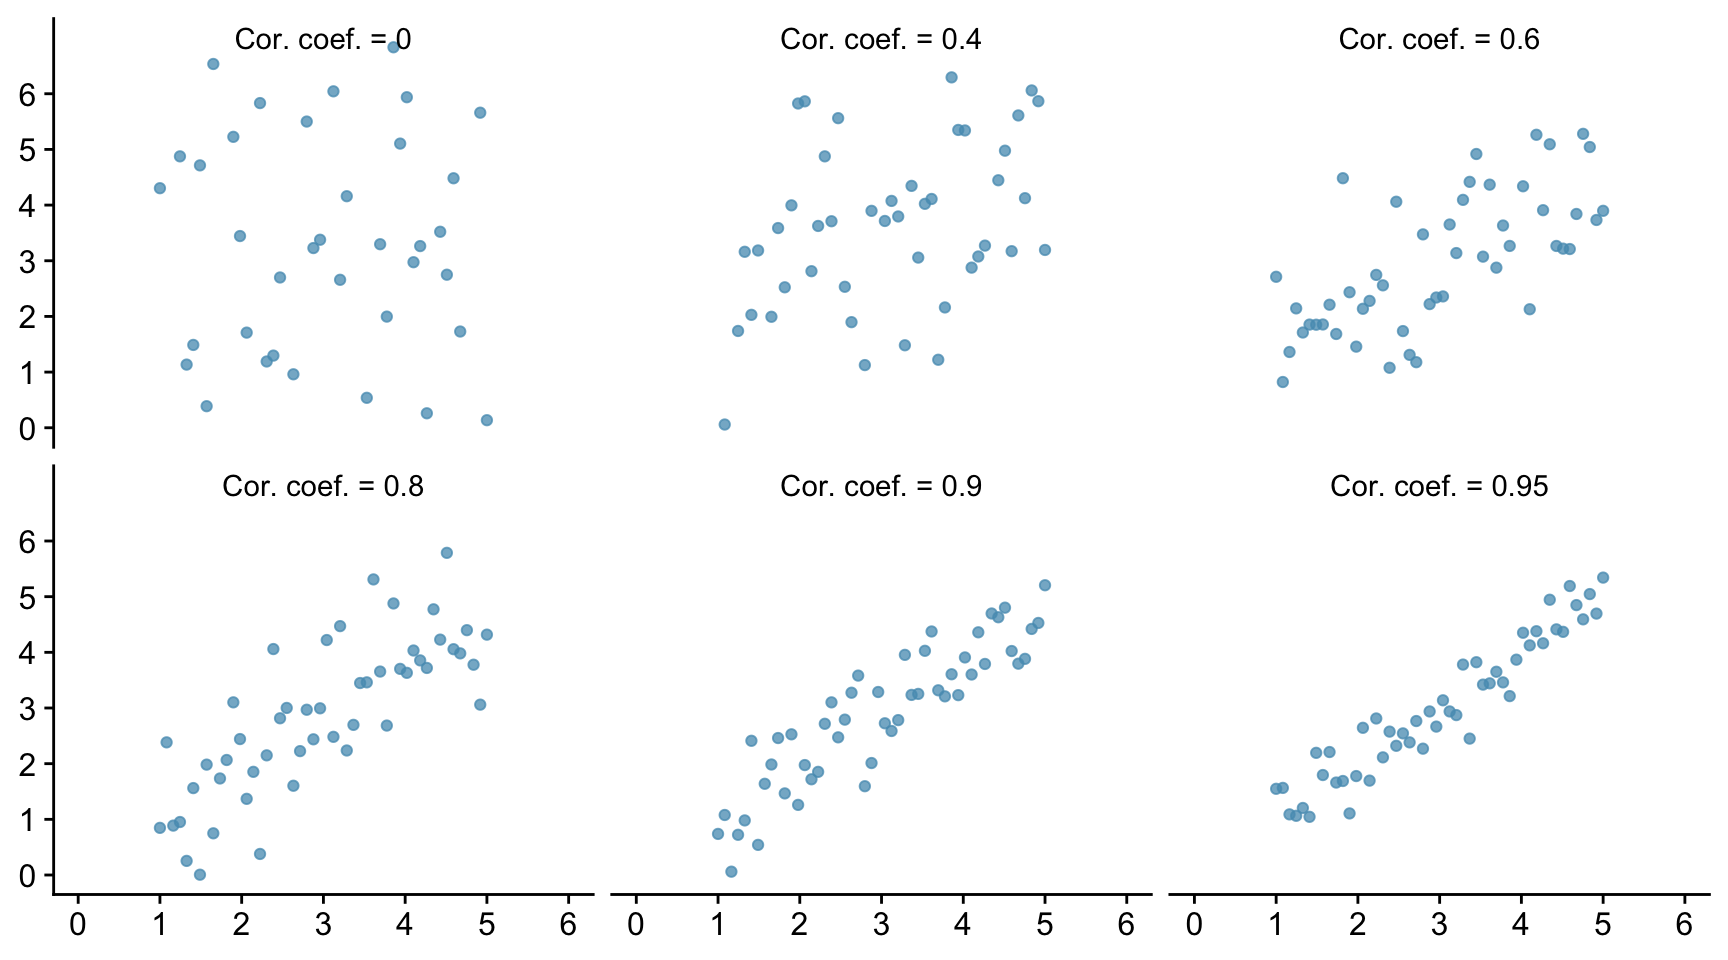 Cor. coef. = 0
Cor. coef. = 0.4
Cor. coef. = 0.6
6
5
4
3
2
1
0
Cor. coef. = 0.8
Cor. coef. = 0.9
Cor. coef. = 0.95
6
5
4
3
2
1
0
0 1 2 3 4 5 6
0 1 2 3 4 5 6
0 1 2 3 4 5 6